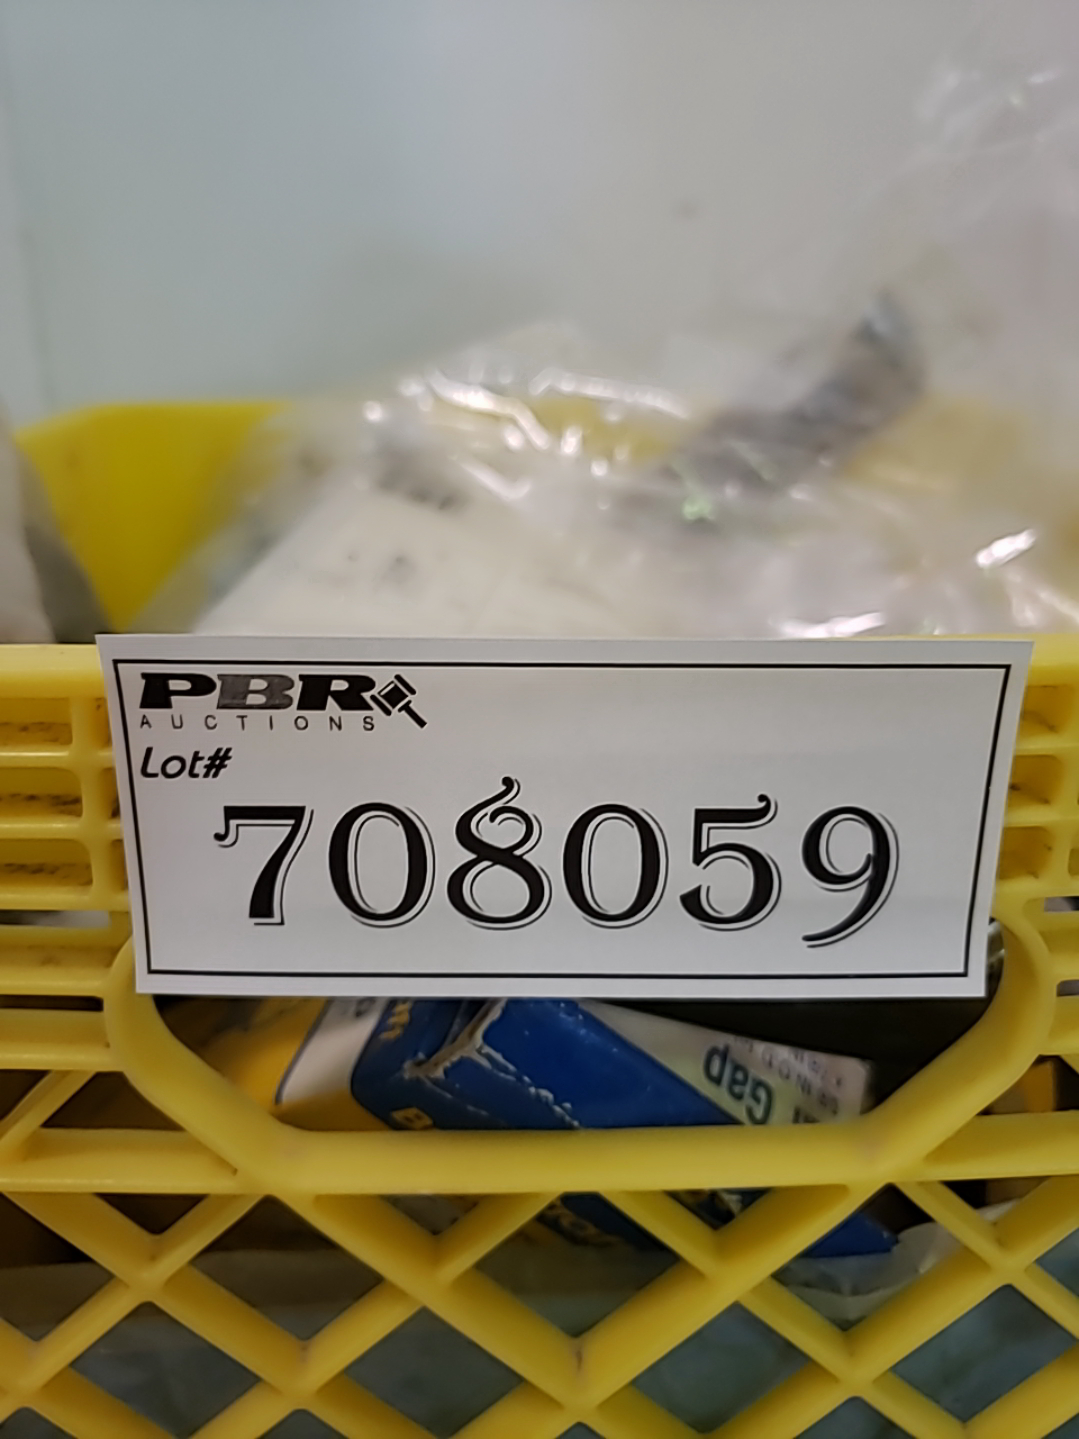 PBR
AUCTIONS
Lot#
708059
Gap